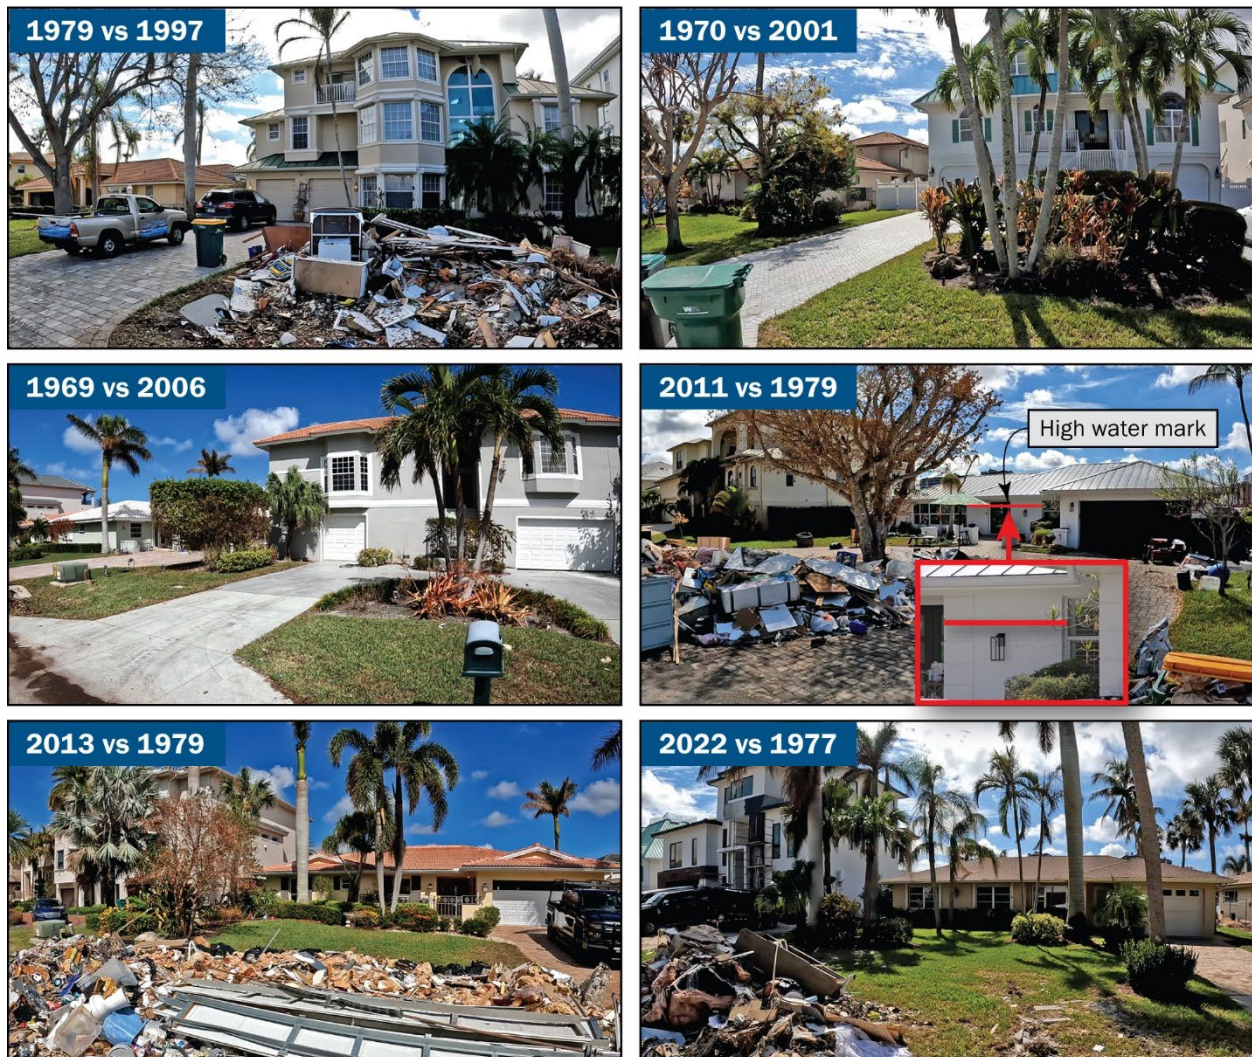 1979 vs 1997
1970 vs 2001
1969 vs 2006
2011 vs 1979
High water mark
2013 vs 1979
2022 vs 1977